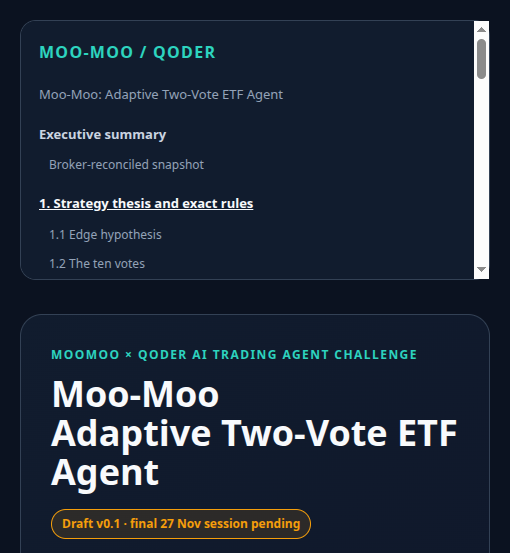 MOO-MOO / QODER
Moo-Moo: Adaptive Two-Vote ETF Agent
Executive summary
Broker-reconciled snapshot
1. Strategy thesis and exact rules
1.1 Edge hypothesis
1.2 The ten votes
MOOMOO × QODER AI TRADING AGENT CHALLENGE
Moo-Moo
Adaptive Two-Vote ETF
Agent
Draft v0.1 · final 27 Nov session pending